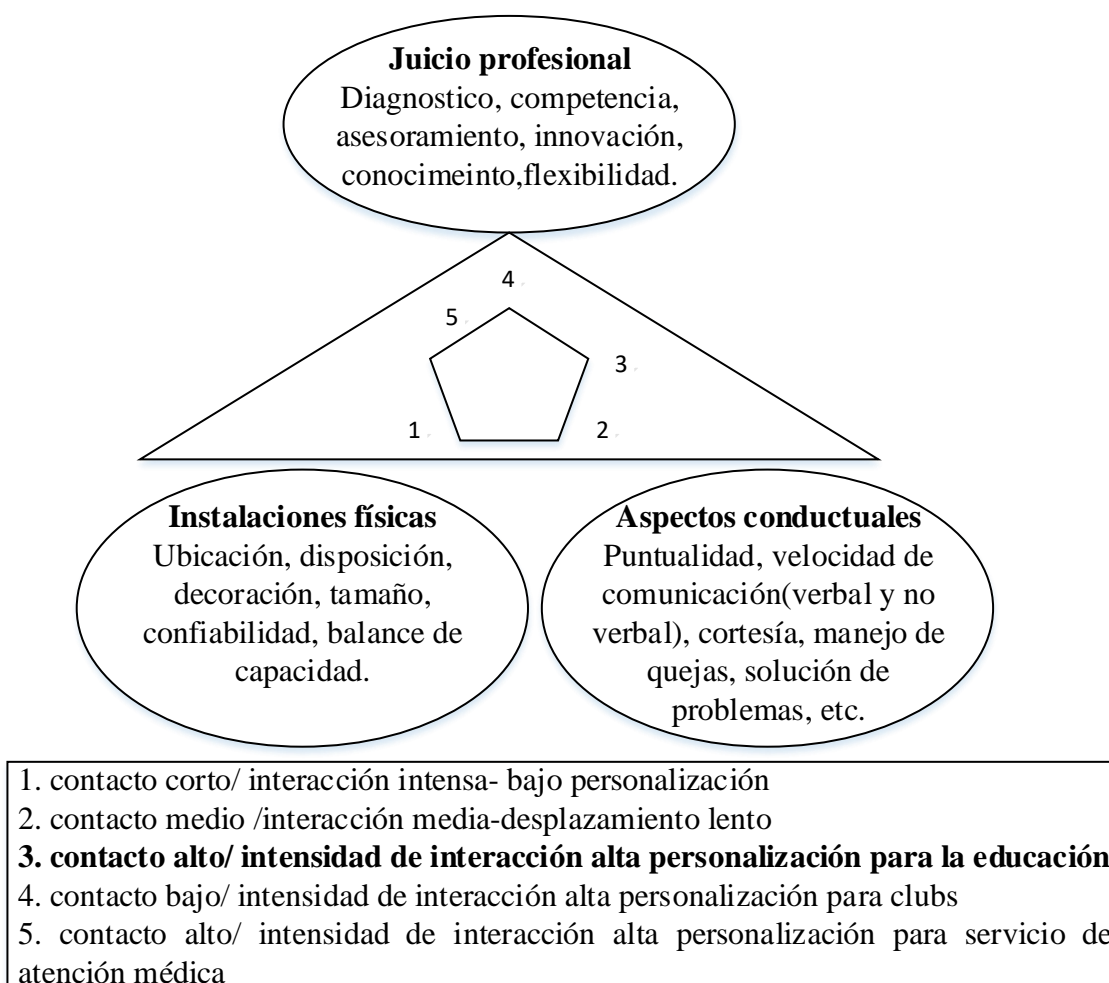 Juicio profesional
Diagnostico, competencia,
asesoramiento, innovación,
conocimeinto,flexibilidad.
4
5
3
1
2
Instalaciones físicas
Ubicación, disposición,
decoración, tamaño,
confiabilidad, balance de
capacidad.
Aspectos conductuales
Puntualidad, velocidad de
comunicación(verbal y no
verbal), cortesía, manejo de
quejas, solución de
problemas, etc.
1. contacto corto/ interacción intensa- bajo personalización
2. contacto medio /interacción media-desplazamiento lento
3. contacto alto/ intensidad de interacción alta personalización para la educación
4. contacto bajo/ intensidad de interacción alta personalización para clubs
5. contacto alto/ intensidad de interacción alta personalización para servicio de
atención médica